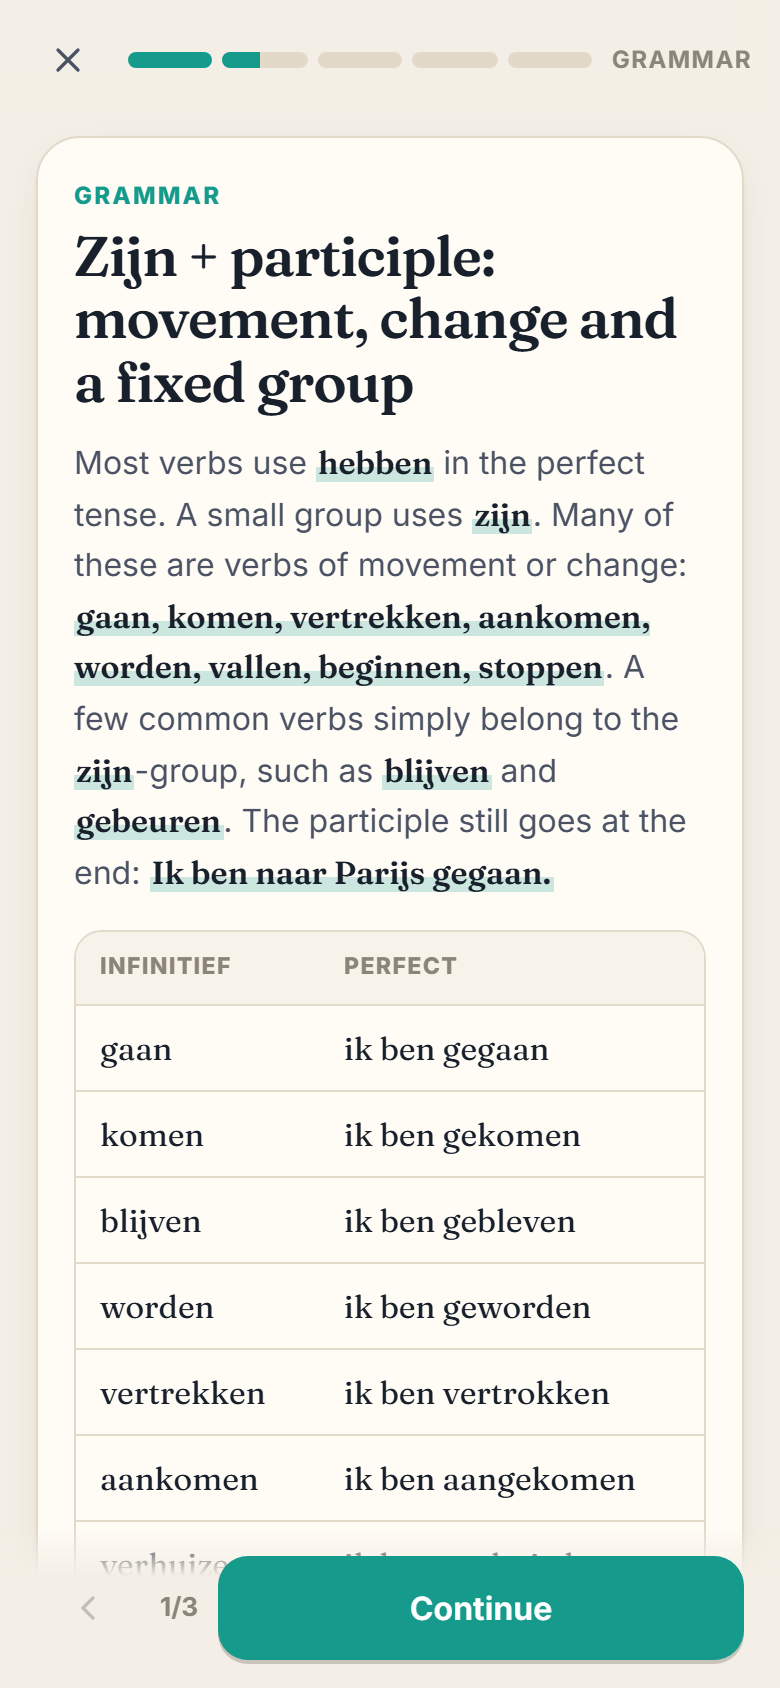 GRAMMAR
GRAMMAR
Zijn + participle:
movement, change and
a fixed group
Most verbs use hebben in the perfect
tense. A small group uses zijn. Many of
these are verbs of movement or change:
gaan, komen, vertrekken, aankomen,
worden, vallen, beginnen, stoppen. A
few common verbs simply belong to the
zijn-group, such as blijven and
gebeuren. The participle still goes at the
end: Ik ben naar Parijs gegaan.
INFINITIEF PERFECT
gaan ik ben gegaan
komen ik ben gekomen
blijven ik ben gebleven
worden ik ben geworden
vertrekken ik ben vertrokken
aankomen ik ben aangekomen
1/3 Continue